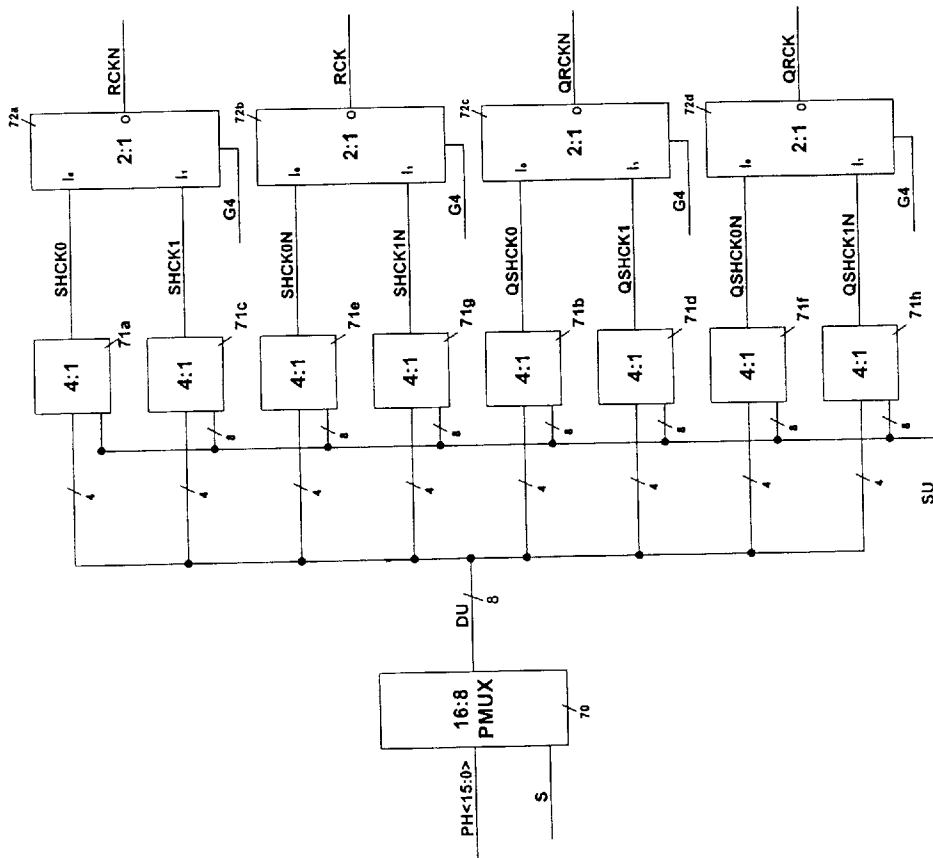 72a
RCKN
O
2:1
I₀
I₁
G4
SHCK0
SHCK1
4:1
71a
4:1
71c
8
4
4
72b
RCK
O
2:1
I₀
I₁
G4
SHCK0N
SHCK1N
4:1
71e
4:1
71g
8
8
4
4
72c
QRCKN
O
2:1
I₀
I₁
G4
QSHCK0
QSHCK1
4:1
71b
4:1
71d
8
8
4
4
72d
QRCK
O
2:1
I₀
I₁
G4
QSHCK0N
QSHCK1N
4:1
71f
4:1
71h
8
8
4
4
SU
DU
8
16:8
PMUX
70
PH<15:0>
S